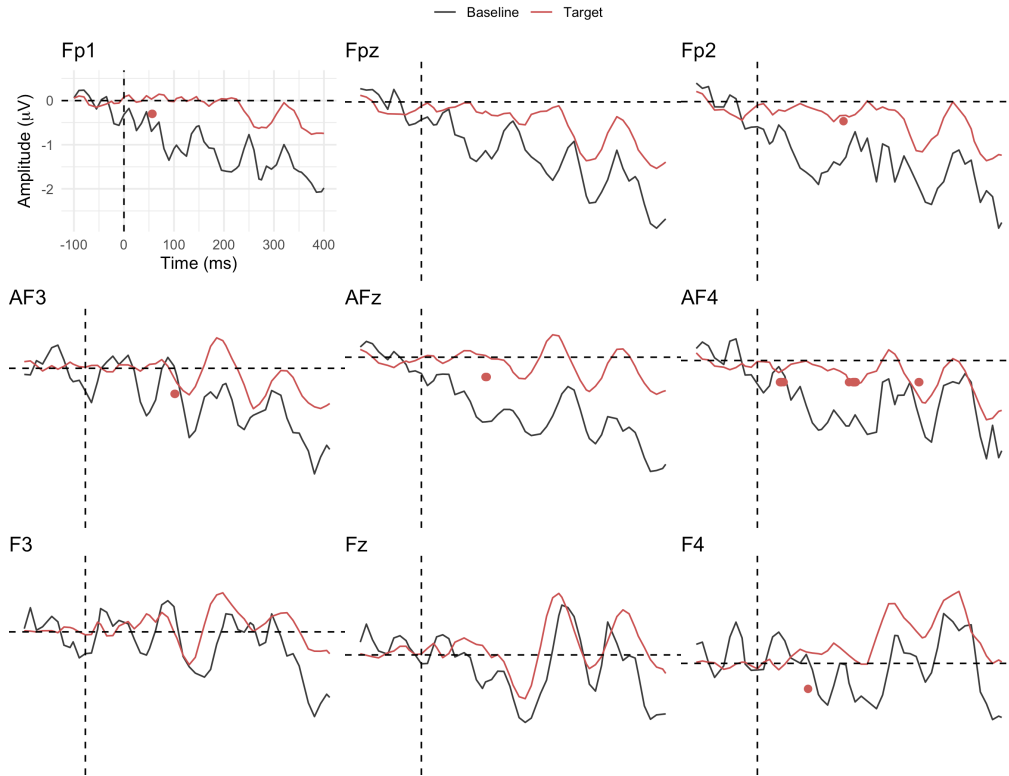 Baseline Target
Fp1 Fpz Fp2
0
-1
-2
Amplitude (µV)
-100 0 100 200 300 400
Time (ms)
AF3 AFz AF4
F3 Fz F4